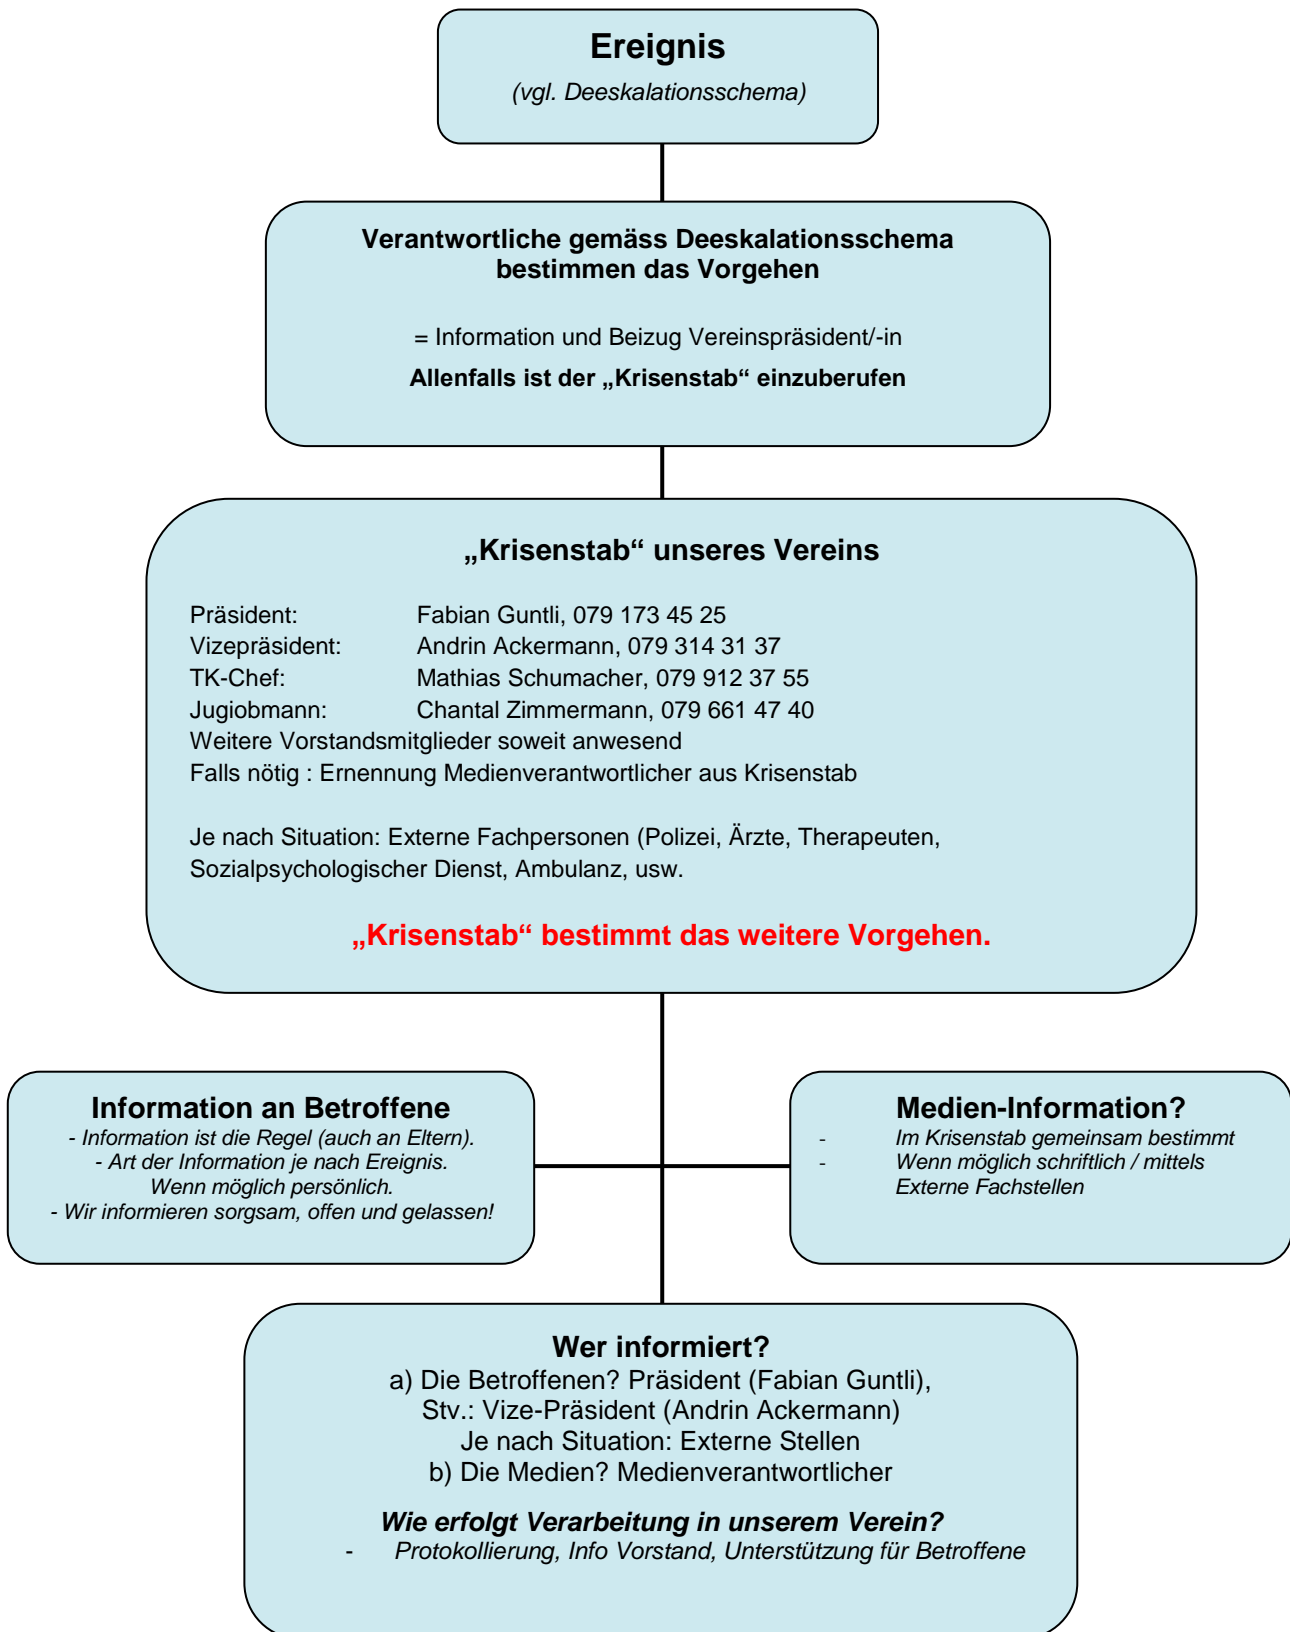 Ereignis
(vgl. Deeskalationsschema)
Verantwortliche gemäss Deeskalationsschema
bestimmen das Vorgehen
= Information und Beizug Vereinspräsident/-in
Allenfalls ist der „Krisenstab“ einzuberufen
„Krisenstab“ unseres Vereins
Präsident: Fabian Guntli, 079 173 45 25
Vizepräsident: Andrin Ackermann, 079 314 31 37
TK-Chef: Mathias Schumacher, 079 912 37 55
Jugiobmann: Chantal Zimmermann, 079 661 47 40
Weitere Vorstandsmitglieder soweit anwesend
Falls nötig : Ernennung Medienverantwortlicher aus Krisenstab
Je nach Situation: Externe Fachpersonen (Polizei, Ärzte, Therapeuten,
Sozialpsychologischer Dienst, Ambulanz, usw.
„Krisenstab“ bestimmt das weitere Vorgehen.
Information an Betroffene
- Information ist die Regel (auch an Eltern).
- Art der Information je nach Ereignis.
Wenn möglich persönlich.
- Wir informieren sorgsam, offen und gelassen!
Medien-Information?
- Im Krisenstab gemeinsam bestimmt
- Wenn möglich schriftlich / mittels
Externe Fachstellen
Wer informiert?
a) Die Betroffenen? Präsident (Fabian Guntli),
Stv.: Vize-Präsident (Andrin Ackermann)
Je nach Situation: Externe Stellen
b) Die Medien? Medienverantwortlicher
Wie erfolgt Verarbeitung in unserem Verein?
- Protokollierung, Info Vorstand, Unterstützung für Betroffene